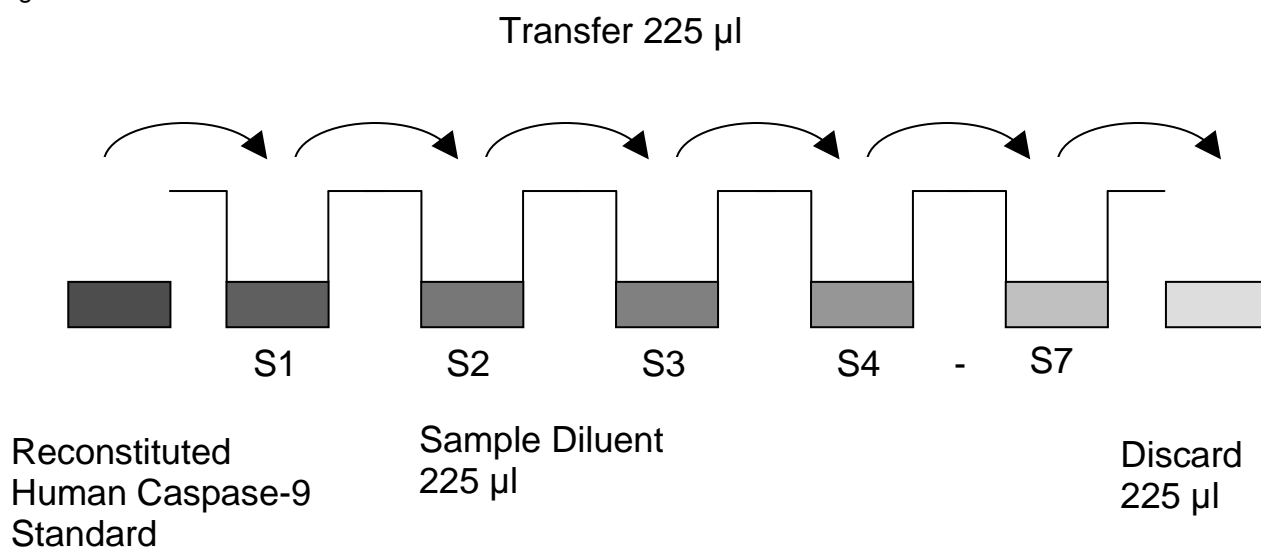 Transfer 225 µl
S1 S2 S3 S4 - S7
Reconstituted
Human Caspase-9
Standard
Sample Diluent
225 µl
Discard
225 µl